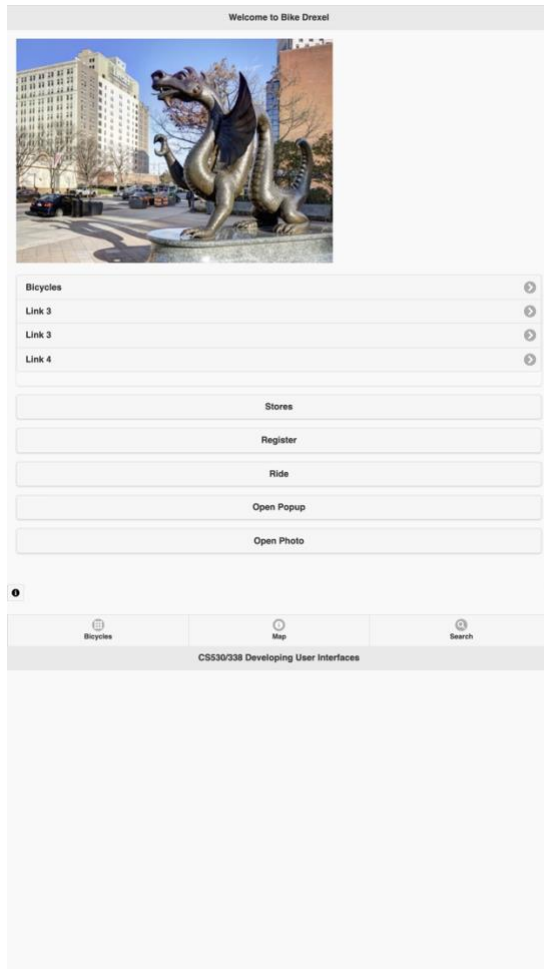 Welcome to Bike Drexel
Bicycles
Link 3
Link 3
Link 4
Stores
Register
Ride
Open Popup
Open Photo
Bicycles
Map
Search
CS530/338 Developing User Interfaces